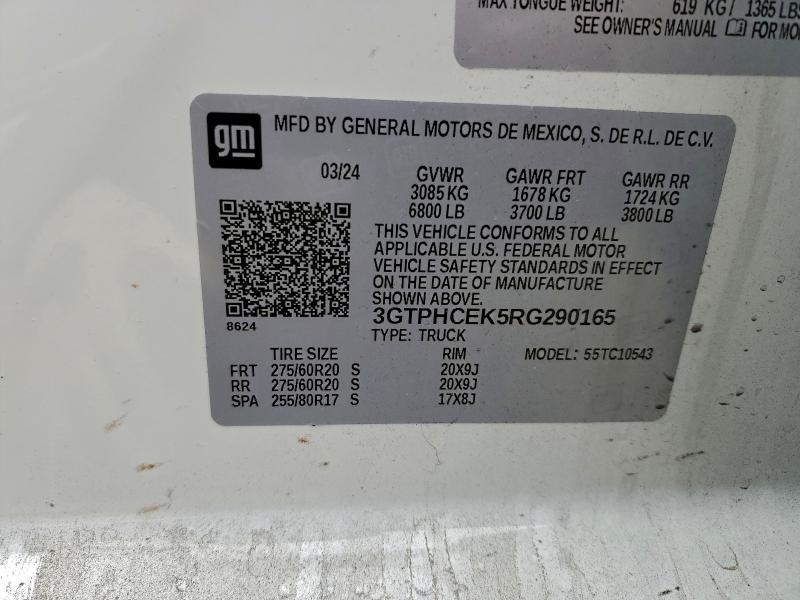 MAX TONGUE WEIGHT: 619 KG/ 1365 LBS
SEE OWNER'S MANUAL FOR MO
gm
MFD BY GENERAL MOTORS DE MEXICO, S. DE R.L. DE C.V.
03/24 GVWR GAWR FRT GAWR RR
3085 KG 1678 KG 1724 KG
6800 LB 3700 LB 3800 LB
THIS VEHICLE CONFORMS TO ALL
APPLICABLE U.S. FEDERAL MOTOR
VEHICLE SAFETY STANDARDS IN EFFECT
ON THE DATE OF MANUFACTURE
SHOWN ABOVE.
3GTPHCEK5RG290165
8624
TYPE: TRUCK
TIRE SIZE RIM MODEL: 55TC10543
FRT 275/60R20 S 20X9J
RR 275/60R20 S 20X9J
SPA 255/80R17 S 17X8J